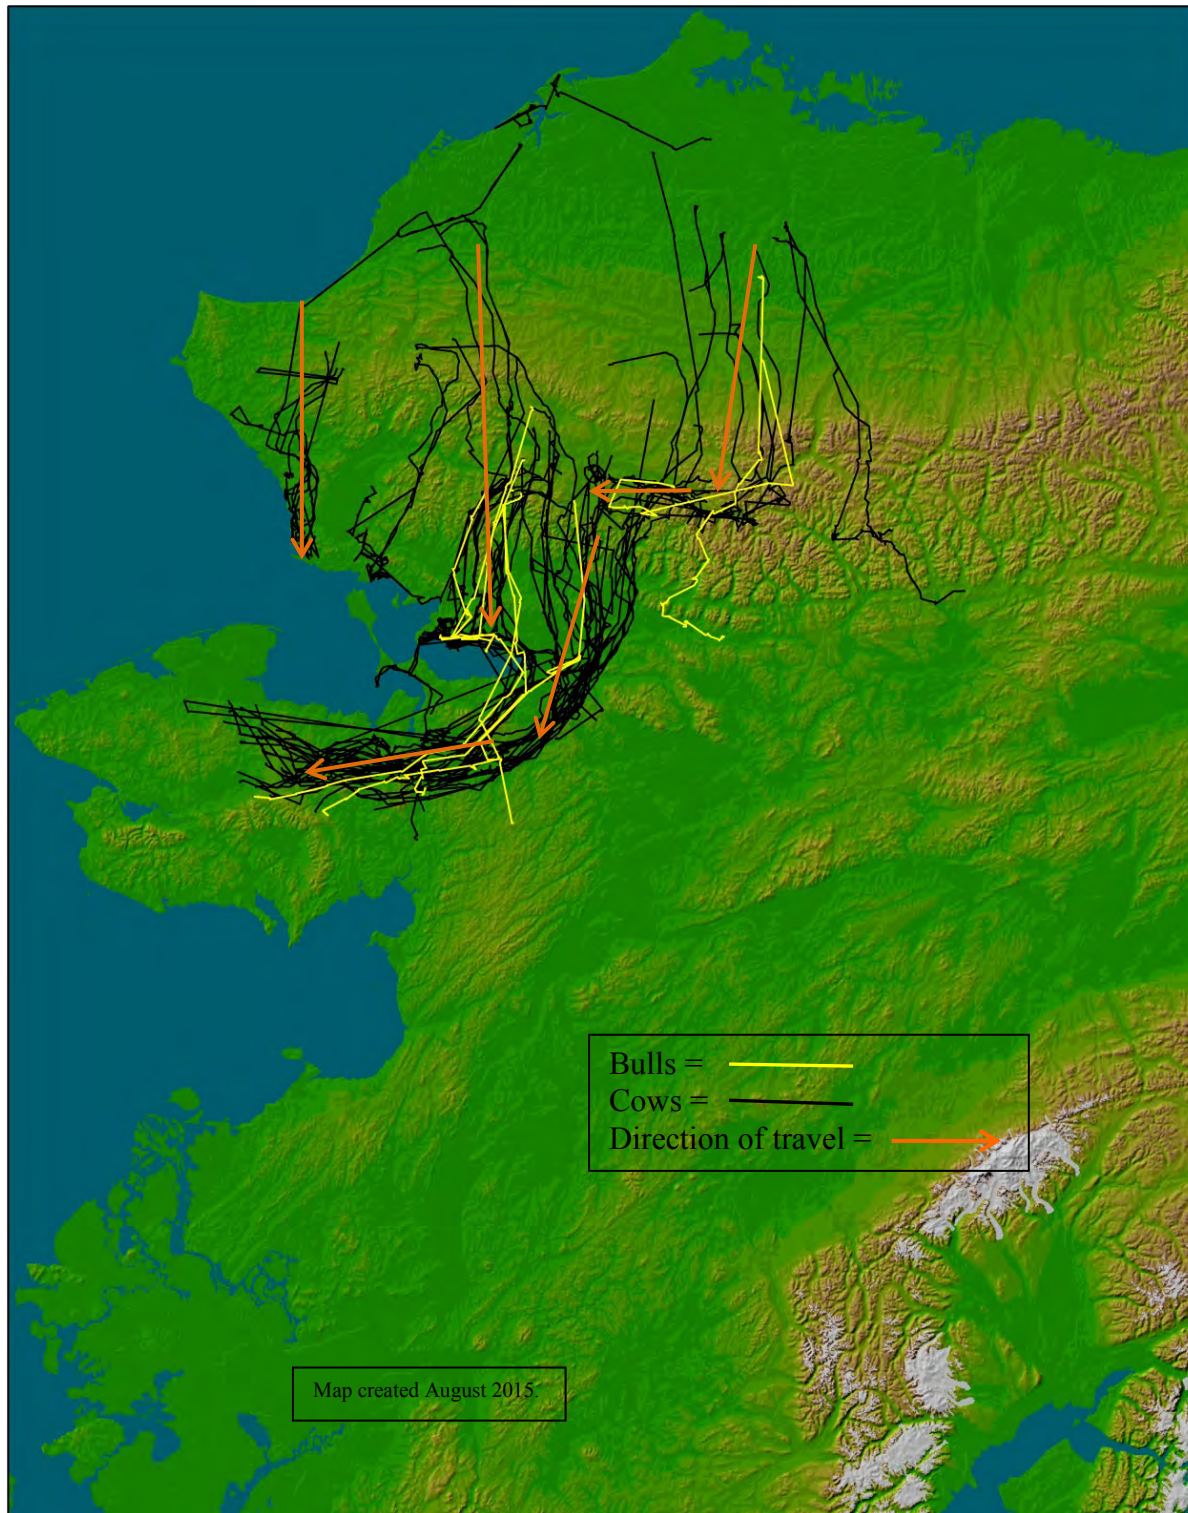 Bulls =
Cows =
Direction of travel =
Map created August 2015.